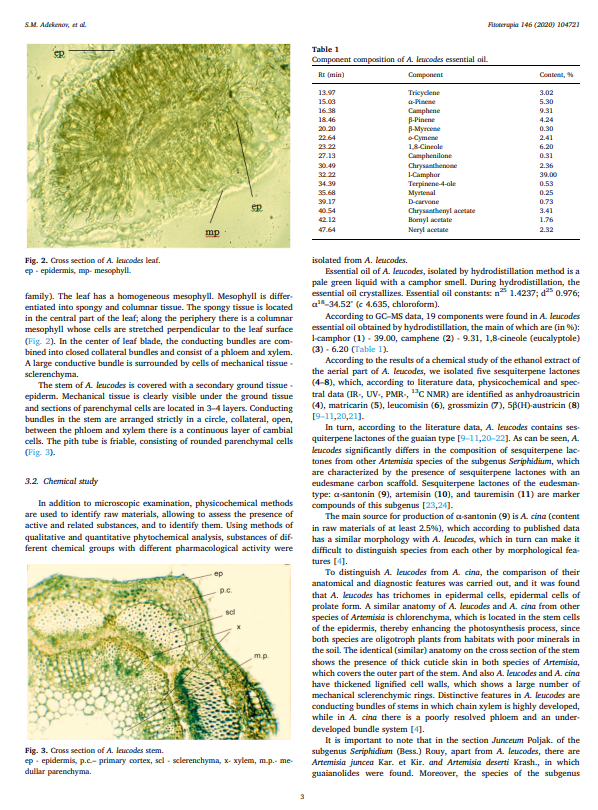 S.M. Adekenov, et al.
Fitoterapia 146 (2020) 104721
ep
ep
mp
Fig. 2. Cross section of A. leucodes leaf.
ep - epidermis, mp- mesophyll.
family). The leaf has a homogeneous mesophyll. Mesophyll is differ-
entiated into spongy and columnar tissue. The spongy tissue is located
in the central part of the leaf; along the periphery there is a columnar
mesophyll whose cells are stretched perpendicular to the leaf surface
(Fig. 2). In the center of leaf blade, the conducting bundles are com-
bined into closed collateral bundles and consist of a phloem and xylem.
A large conductive bundle is surrounded by cells of mechanical tissue -
sclerenchyma.
The stem of A. leucodes is covered with a secondary ground tissue -
epiderm. Mechanical tissue is clearly visible under the ground tissue
and sections of parenchymal cells are located in 3–4 layers. Conducting
bundles in the stem are arranged strictly in a circle, collateral, open,
between the phloem and xylem there is a continuous layer of cambial
cells. The pith tube is friable, consisting of rounded parenchymal cells
(Fig. 3).
3.2. Chemical study
In addition to microscopic examination, physicochemical methods
are used to identify raw materials, allowing to assess the presence of
active and related substances, and to identify them. Using methods of
qualitative and quantitative phytochemical analysis, substances of dif-
ferent chemical groups with different pharmacological activity were
ep
p.c.
scl
x
m.p.
Fig. 3. Cross section of A. leucodes stem.
ep - epidermis, p.c.– primary cortex, scl - sclerenchyma, x- xylem, m.p.- me-
dullar parenchyma.
Table 1
Component composition of A. leucodes essential oil.
Rt (min) Component Content, %
13.97 Tricyclene 3.02
15.03 α-Pinene 5.30
16.38 Camphene 9.31
18.46 β-Pinene 4.24
20.20 β-Myrcene 0.30
22.64 o-Cymene 2.41
23.22 1,8-Cineole 6.20
27.13 Camphenilone 0.31
30.49 Chrysanthenone 2.36
32.22 l-Camphor 39.00
34.39 Terpinene-4-ole 0.53
35.68 Myrtenal 0.25
39.17 D-carvone 0.73
40.54 Chrysanthenyl acetate 3.41
42.12 Bornyl acetate 1.76
47.64 Neryl acetate 2.32
isolated from A. leucodes.
Essential oil of A. leucodes, isolated by hydrodistillation method is a
pale green liquid with a camphor smell. During hydrodistillation, the
essential oil crystallizes. Essential oil constants: n²⁵ 1.4237; d²⁵ 0.976;
α¹⁸–34.52° (c 4.635, chloroform).
According to GC–MS data, 19 components were found in A. leucodes
essential oil obtained by hydrodistillation, the main of which are (in %):
l-camphor (1) - 39.00, camphene (2) - 9.31, 1,8-cineole (eucalyptole)
(3) - 6.20 (Table 1).
According to the results of a chemical study of the ethanol extract of
the aerial part of A. leucodes, we isolated five sesquiterpene lactones
(4–8), which, according to literature data, physicochemical and spec-
tral data (IR-, UV-, PMR-, ¹³C NMR) are identified as anhydroaustricin
(4), matricarin (5), leucomisin (6), grossmizin (7), 5β(H)-austricin (8)
[9–11,20,21].
In turn, according to the literature data, A. leucodes contains ses-
quiterpene lactones of the guaian type [9–11,20–22]. As can be seen, A.
leucodes significantly differs in the composition of sesquiterpene lac-
tones from other Artemisia species of the subgenus Seriphidium, which
are characterized by the presence of sesquiterpene lactones with an
eudesmane carbon scaffold. Sesquiterpene lactones of the eudesman-
type: α-santonin (9), artemisin (10), and tauremisin (11) are marker
compounds of this subgenus [23,24].
The main source for production of α-santonin (9) is A. cina (content
in raw materials of at least 2.5%), which according to published data
has a similar morphology with A. leucodes, which in turn can make it
difficult to distinguish species from each other by morphological fea-
tures [4].
To distinguish A. leucodes from A. cina, the comparison of their
anatomical and diagnostic features was carried out, and it was found
that A. leucodes has trichomes in epidermal cells, epidermal cells of
prolate form. A similar anatomy of A. leucodes and A. cina from other
species of Artemisia is chlorenchyma, which is located in the stem cells
of the epidermis, thereby enhancing the photosynthesis process, since
both species are oligotroph plants from habitats with poor minerals in
the soil. The identical (similar) anatomy on the cross section of the stem
shows the presence of thick cuticle skin in both species of Artemisia,
which covers the outer part of the stem. And also A. leucodes and A. cina
have thickened lignified cell walls, which shows a large number of
mechanical sclerenchymic rings. Distinctive features in A. leucodes are
conducting bundles of stems in which chain xylem is highly developed,
while in A. cina there is a poorly resolved phloem and an under-
developed bundle system [4].
It is important to note that in the section Junceum Poljak. of the
subgenus Seriphidium (Bess.) Rouy, apart from A. leucodes, there are
Artemisia juncea Kar. et Kir. and Artemisia deserti Krash., in which
guaianolides were found. Moreover, the species of the subgenus
3